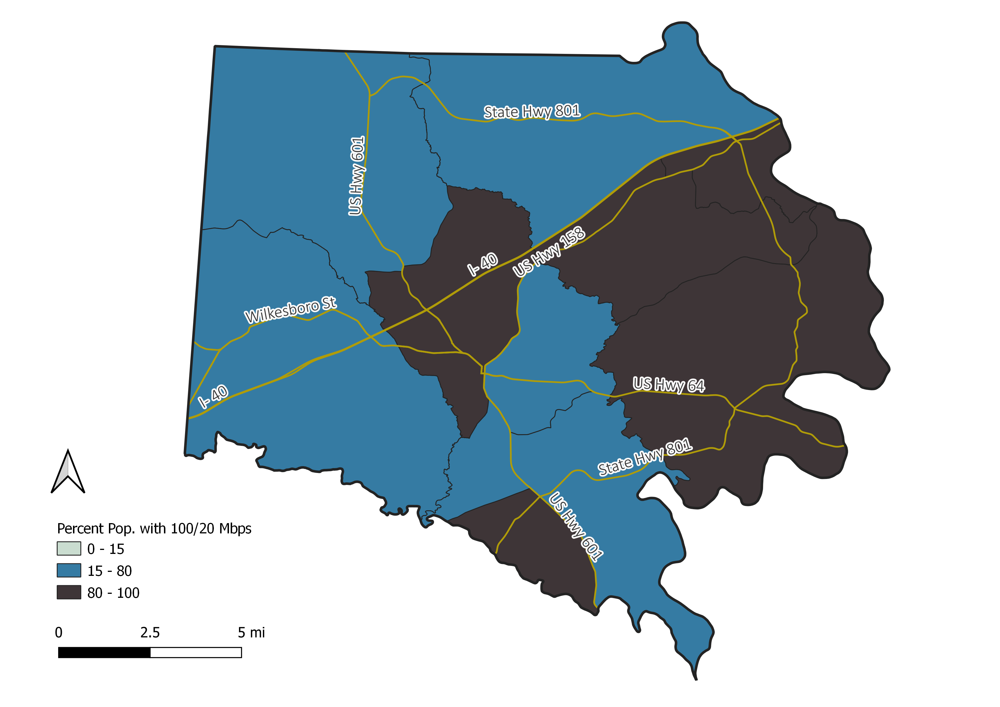 State Hwy 801
US Hwy 601
US Hwy 158
I- 40
Wilkesboro St
US Hwy 64
I- 40
State Hwy 801
US Hwy 601
Percent Pop. with 100/20 Mbps
0 - 15
15 - 80
80 - 100
0 2.5 5 mi